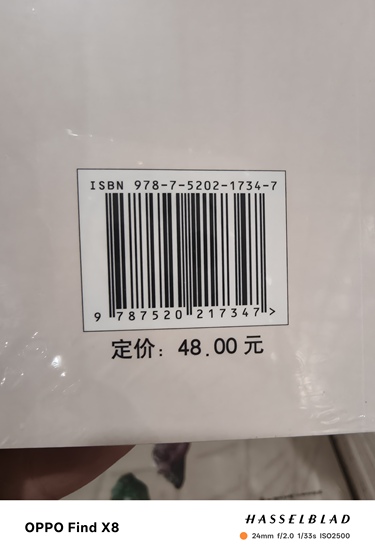 ISBN 978-7-5202-1734-7
9 787520 217347 >
定价：48.00元
OPPO Find X8
HASSELBLAD
24mm f/2.0 1/33s ISO2500